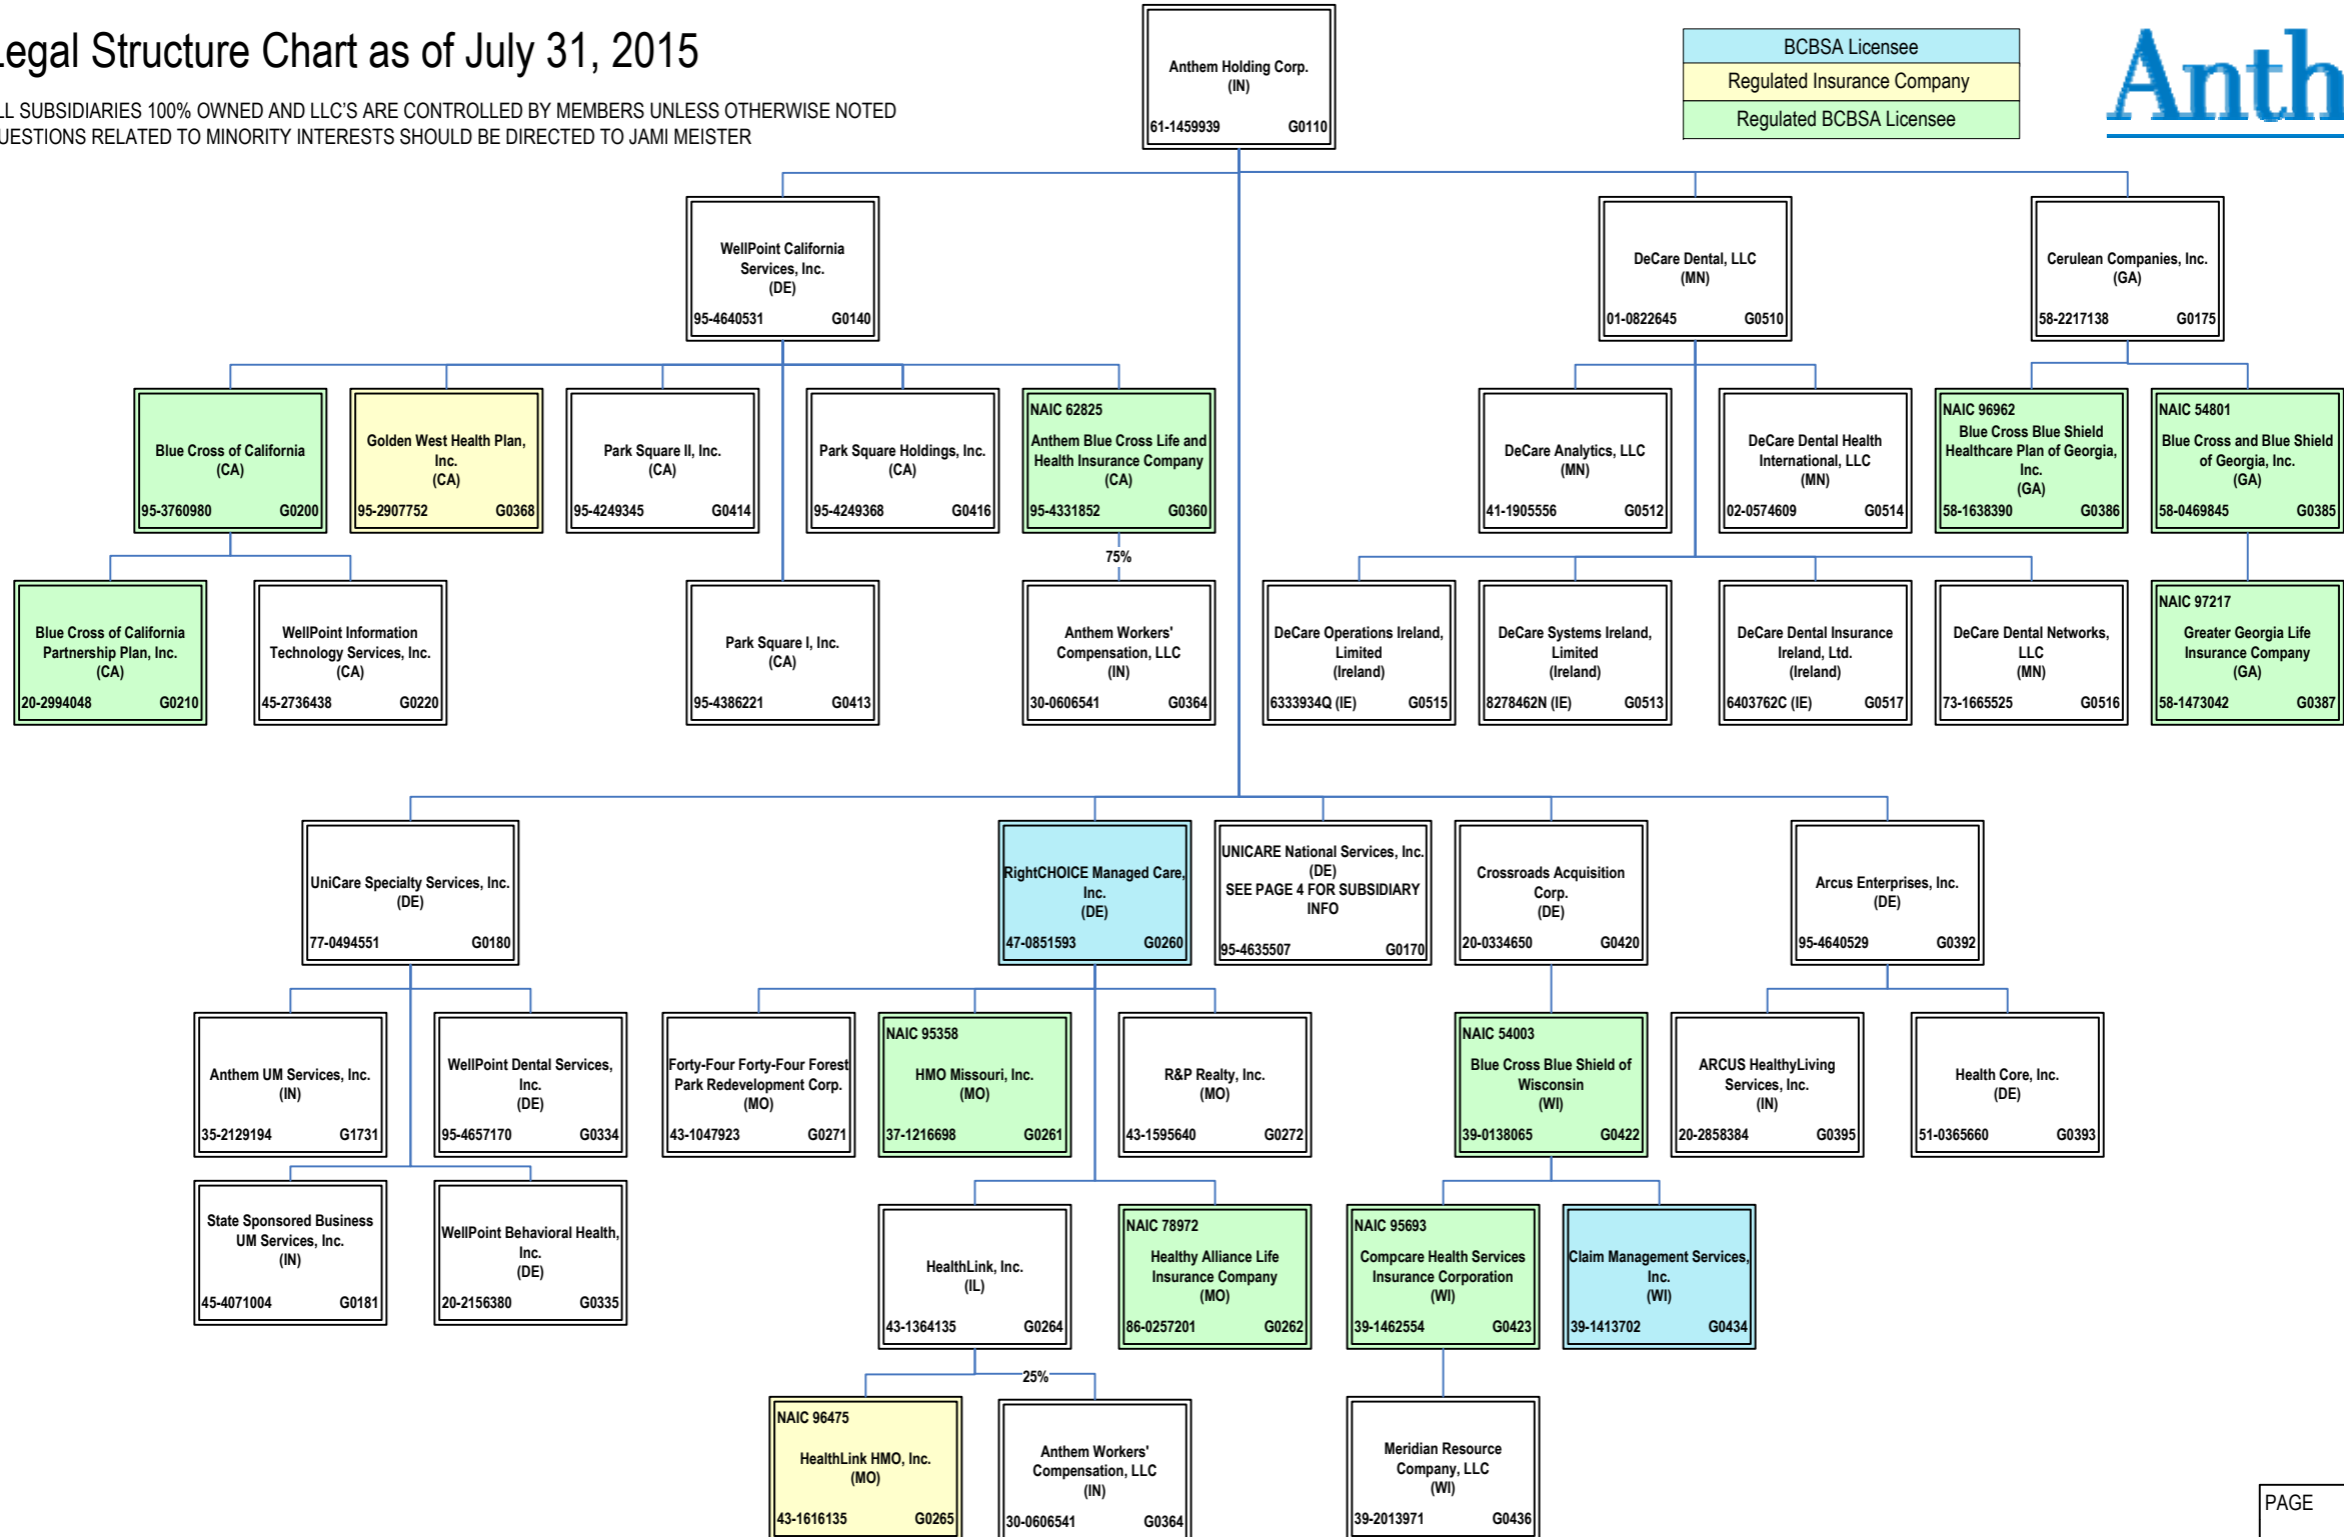 Legal Structure Chart as of July 31, 2015
ALL SUBSIDIARIES 100% OWNED AND LLC'S ARE CONTROLLED BY MEMBERS UNLESS OTHERWISE NOTED
QUESTIONS RELATED TO MINORITY INTERESTS SHOULD BE DIRECTED TO JAMI MEISTER
Anthem Holding Corp.
(IN)
61-1459939 G0110
BCBSA Licensee
Regulated Insurance Company
Regulated BCBSA Licensee
Anth
WellPoint California
Services, Inc.
(DE)
95-4640531 G0140
DeCare Dental, LLC
(MN)
01-0822645 G0510
Cerulean Companies, Inc.
(GA)
58-2217138 G0175
Blue Cross of California
(CA)
95-3760980 G0200
Golden West Health Plan,
Inc.
(CA)
95-2907752 G0368
Park Square II, Inc.
(CA)
95-4249345 G0414
Park Square Holdings, Inc.
(CA)
95-4249368 G0416
NAIC 62825
Anthem Blue Cross Life and
Health Insurance Company
(CA)
95-4331852 G0360
DeCare Analytics, LLC
(MN)
41-1905556 G0512
DeCare Dental Health
International, LLC
(MN)
02-0574609 G0514
NAIC 96962
Blue Cross Blue Shield
Healthcare Plan of Georgia,
Inc.
(GA)
58-1638390 G0386
NAIC 54801
Blue Cross and Blue Shield
of Georgia, Inc.
(GA)
58-0469845 G0385
75%
Blue Cross of California
Partnership Plan, Inc.
(CA)
20-2994048 G0210
WellPoint Information
Technology Services, Inc.
(CA)
45-2736438 G0220
Park Square I, Inc.
(CA)
95-4386221 G0413
Anthem Workers'
Compensation, LLC
(IN)
30-0606541 G0364
DeCare Operations Ireland,
Limited
(Ireland)
6333934Q (IE) G0515
DeCare Systems Ireland,
Limited
(Ireland)
8278462N (IE) G0513
DeCare Dental Insurance
Ireland, Ltd.
(Ireland)
6403762C (IE) G0517
DeCare Dental Networks,
LLC
(MN)
73-1665525 G0516
NAIC 97217
Greater Georgia Life
Insurance Company
(GA)
58-1473042 G0387
UniCare Specialty Services, Inc.
(DE)
77-0494551 G0180
RightCHOICE Managed Care,
Inc.
(DE)
47-0851593 G0260
UNICARE National Services, Inc.
(DE)
SEE PAGE 4 FOR SUBSIDIARY
INFO
95-4635507 G0170
Crossroads Acquisition
Corp.
(DE)
20-0334650 G0420
Arcus Enterprises, Inc.
(DE)
95-4640529 G0392
Anthem UM Services, Inc.
(IN)
35-2129194 G1731
WellPoint Dental Services,
Inc.
(DE)
95-4657170 G0334
Forty-Four Forty-Four Forest
Park Redevelopment Corp.
(MO)
43-1047923 G0271
NAIC 95358
HMO Missouri, Inc.
(MO)
37-1216698 G0261
R&P Realty, Inc.
(MO)
43-1595640 G0272
NAIC 54003
Blue Cross Blue Shield of
Wisconsin
(WI)
39-0138065 G0422
ARCUS HealthyLiving
Services, Inc.
(IN)
20-2858384 G0395
Health Core, Inc.
(DE)
51-0365660 G0393
State Sponsored Business
UM Services, Inc.
(IN)
45-4071004 G0181
WellPoint Behavioral Health,
Inc.
(DE)
20-2156380 G0335
HealthLink, Inc.
(IL)
43-1364135 G0264
NAIC 78972
Healthy Alliance Life
Insurance Company
(MO)
86-0257201 G0262
NAIC 95693
Compcare Health Services
Insurance Corporation
(WI)
39-1462554 G0423
Claim Management Services,
Inc.
(WI)
39-1413702 G0434
25%
NAIC 96475
HealthLink HMO, Inc.
(MO)
43-1616135 G0265
Anthem Workers'
Compensation, LLC
(IN)
30-0606541 G0364
Meridian Resource
Company, LLC
(WI)
39-2013971 G0436
PAGE